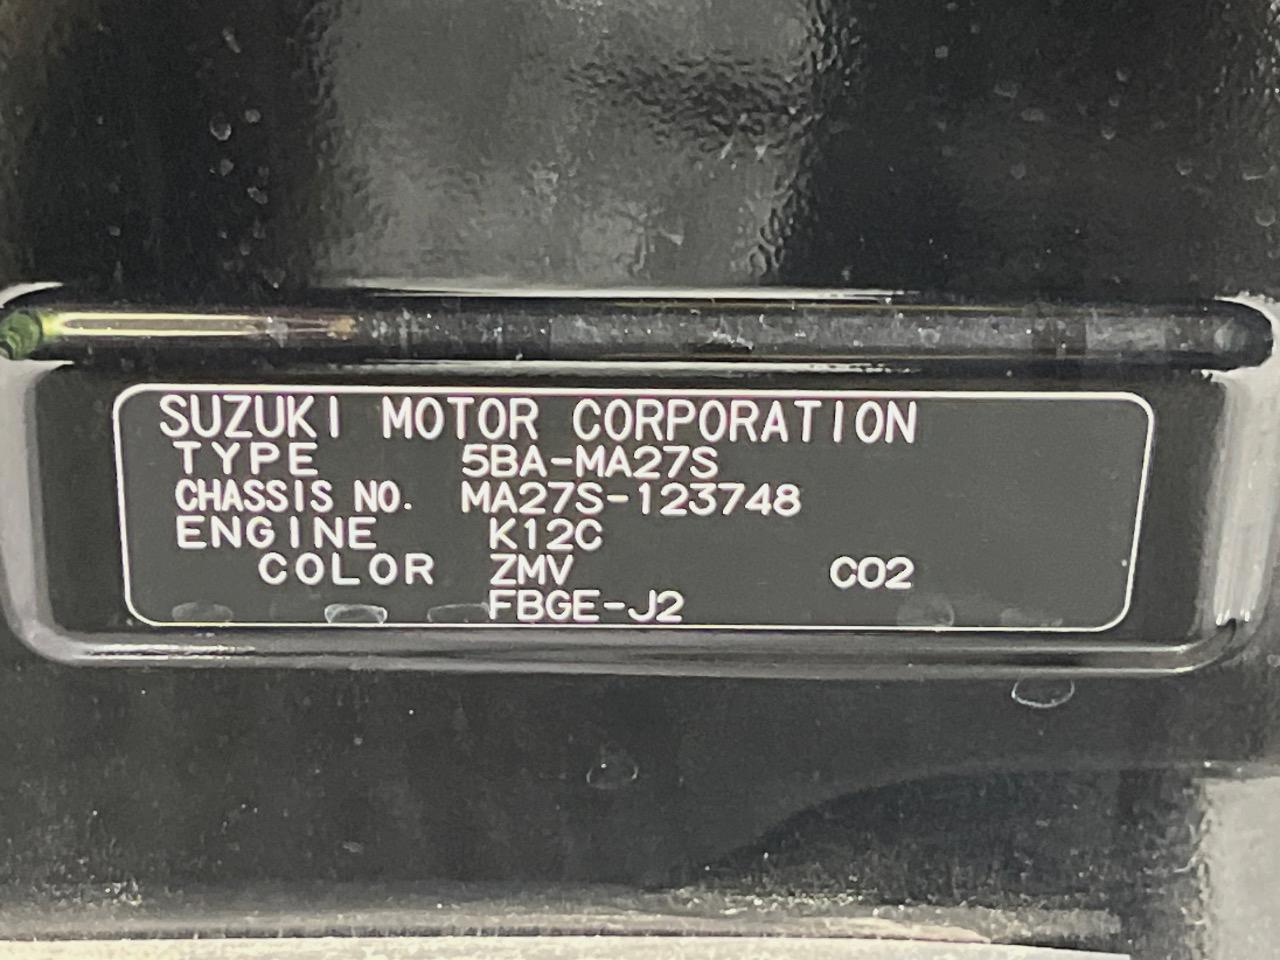 SUZUKI MOTOR CORPORATION
TYPE 5BA-MA27S
CHASSIS NO. MA27S-123748
ENGINE K12C
COLOR ZMV C02
FBGE-J2